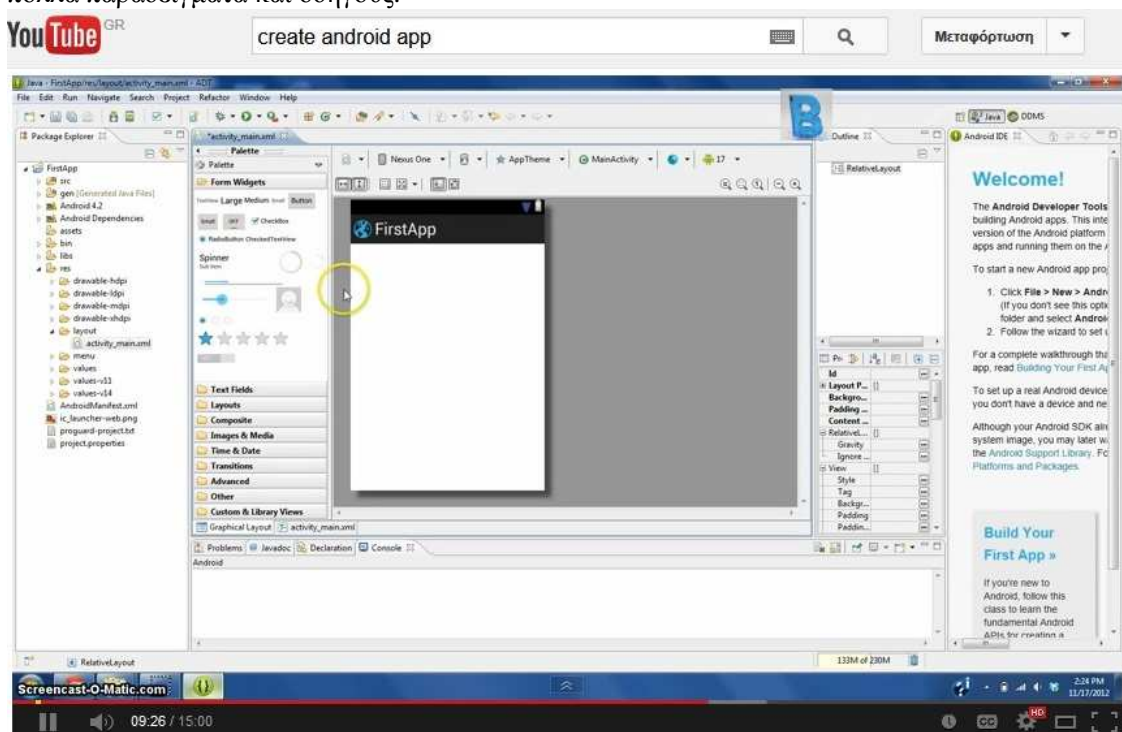 πολλά παραδείγματα και οδηγούς.
You Tube GR
create android app
Μεταφόρτωση
Java - FirstApp/res/layout/activity_main.xml - ADT
File Edit Run Navigate Search Project Refactor Window Help
Java DDMS
Package Explorer
FirstApp
src
gen [Generated Java Files]
Android 4.2
Android Dependencies
assets
bin
libs
res
drawable-hdpi
drawable-ldpi
drawable-mdpi
drawable-xhdpi
layout
activity_main.xml
menu
values
values-v11
values-v14
AndroidManifest.xml
ic_launcher-web.png
proguard-project.txt
project.properties
*activity_main.xml
Palette
Palette
Form Widgets
Large Medium Small Button
Small OFF CheckBox
RadioButton CheckedTextView
Spinner
Sub Item
Text Fields
Layouts
Composite
Images & Media
Time & Date
Transitions
Advanced
Other
Custom & Library Views
Graphical Layout activity_main.xml
Nexus One AppTheme MainActivity 17
FirstApp
B
Outline
RelativeLayout
Id
Layout P... []
Backgro...
Padding ...
Content ...
RelativeL... []
Gravity
Ignore ...
View []
Style
Tag
Backgr...
Padding
Paddin...
Android IDE
Welcome!
The Android Developer Tools
building Android apps. This inte
version of the Android platform
apps and running them on the
To start a new Android app proj
1. Click File > New > Andr
(If you don't see this opti
folder and select Androi
2. Follow the wizard to set
For a complete walkthrough tha
app, read Building Your First Ap
To set up a real Android device
you don't have a device and ne
Although your Android SDK alre
system image, you may later w
the Android Support Library. Fo
Platforms and Packages.
Build Your
First App »
If you're new to
Android, follow this
class to learn the
fundamental Android
APIs for creating a
Problems Javadoc Declaration Console
Android
RelativeLayout
133M of 230M
Screencast-O-Matic.com
2:24 PM
11/17/2012
09:26 / 15:00
CC
HD